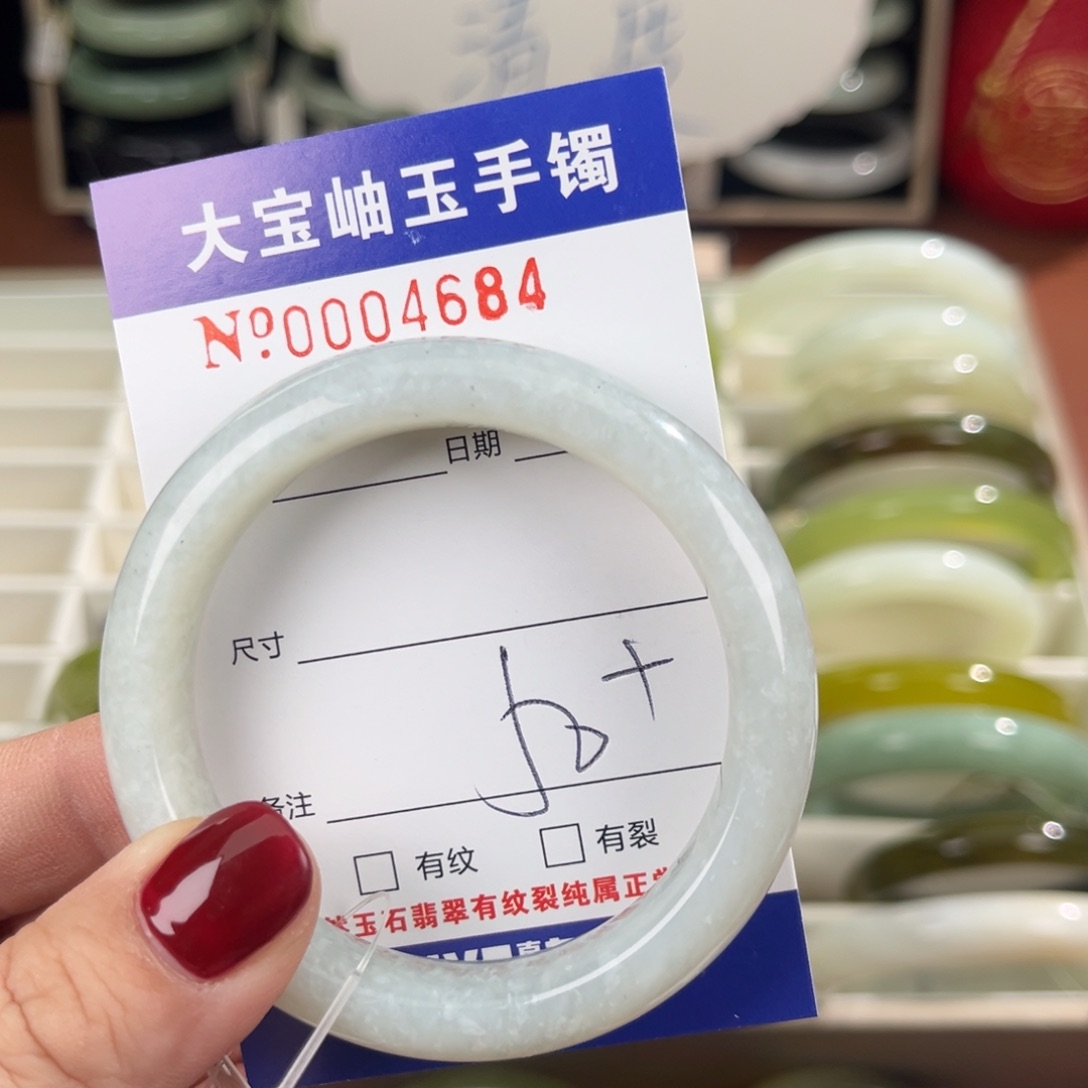 大宝岫玉手镯
Nº0004684
日期
尺寸
备注
有纹 有裂
玉石翡翠有纹裂纯属正